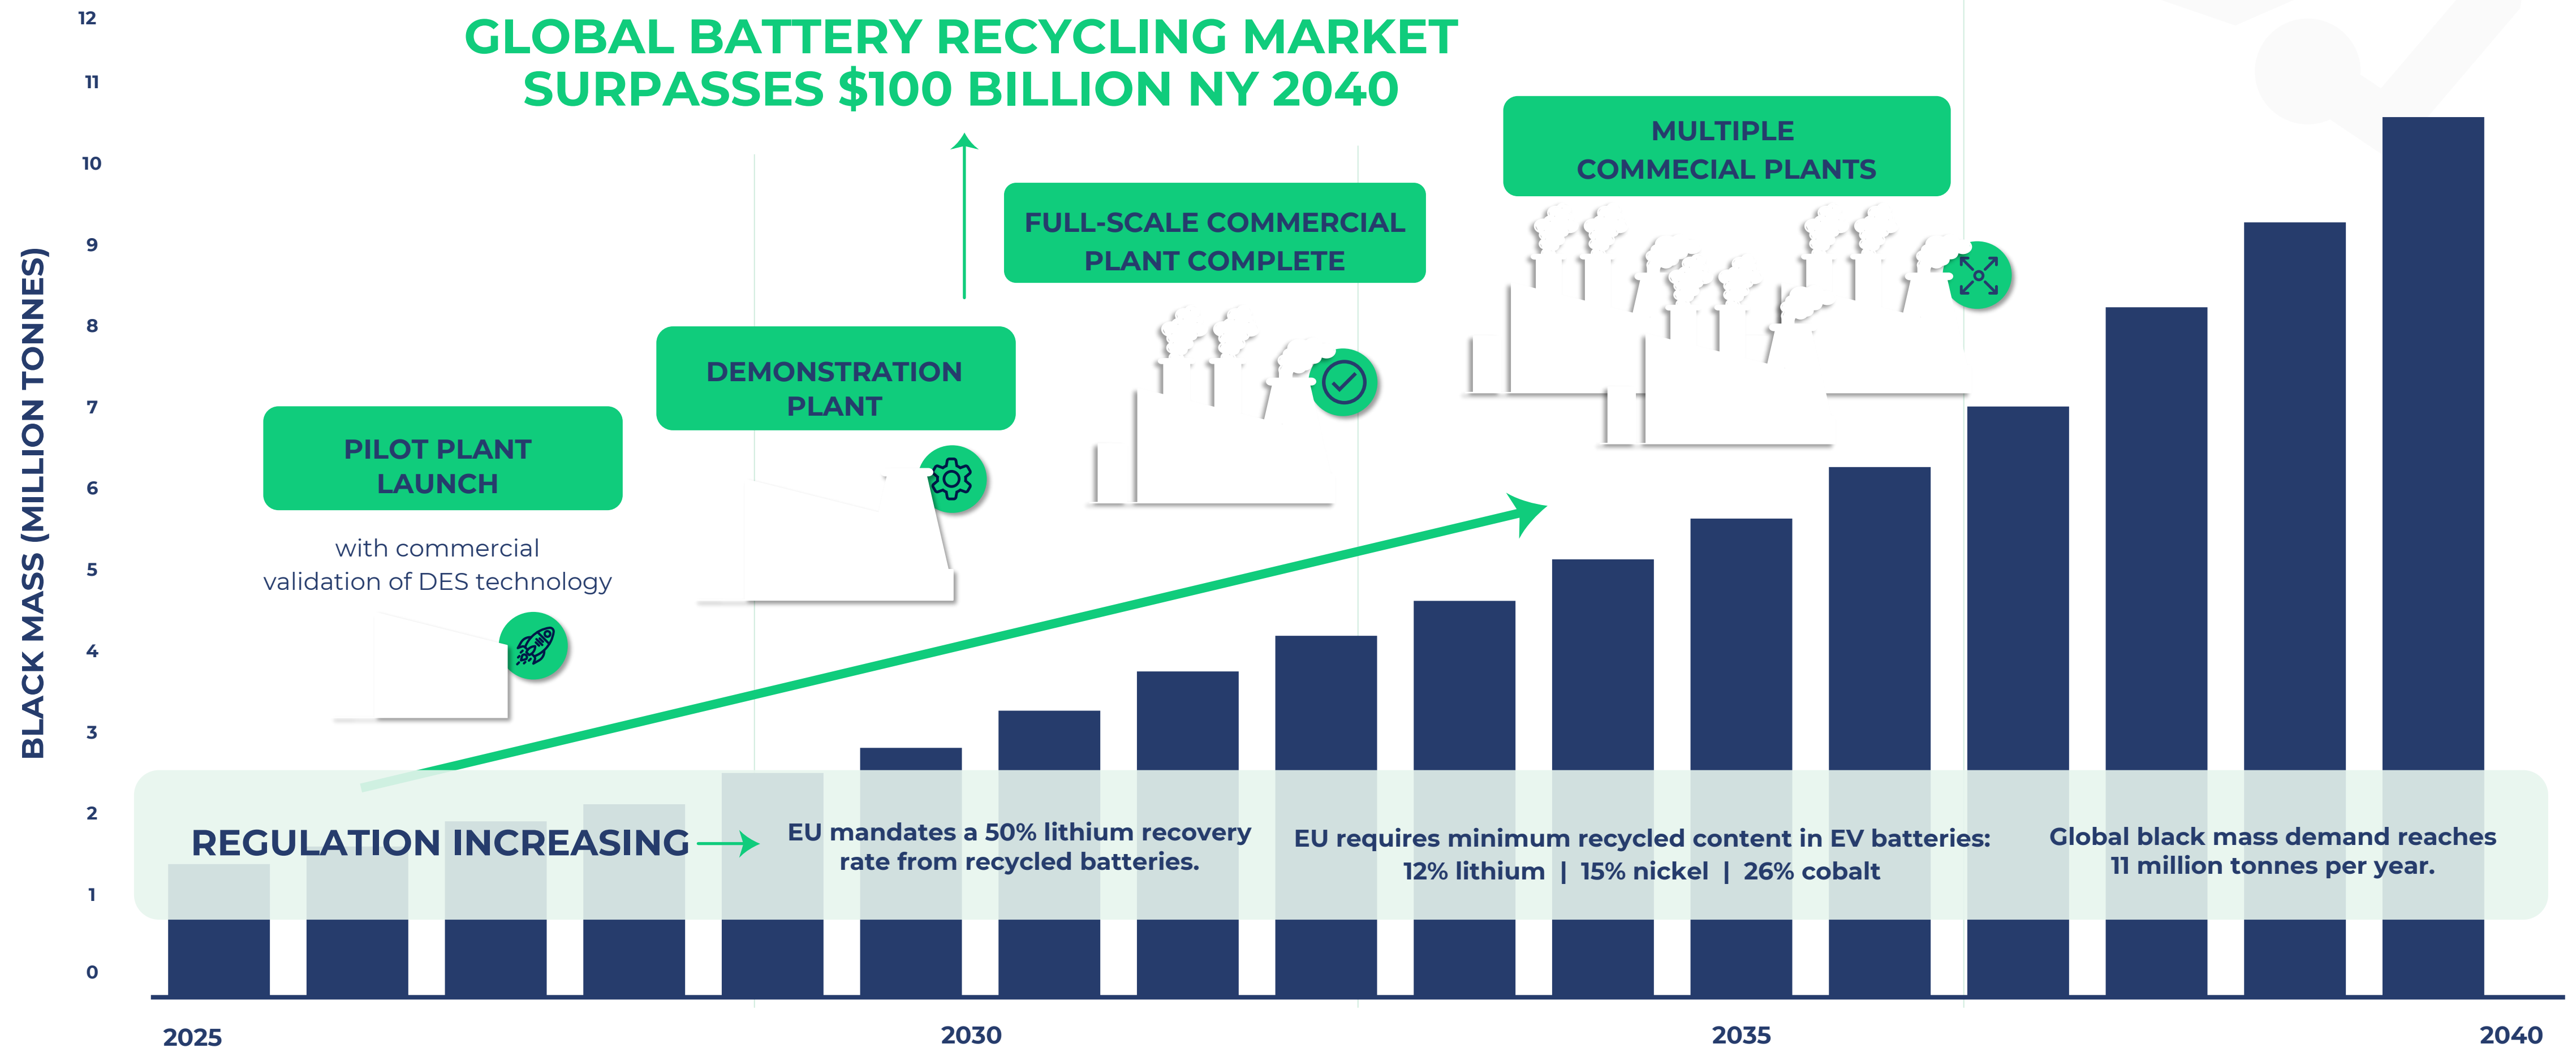 GLOBAL BATTERY RECYCLING MARKET
SURPASSES $100 BILLION NY 2040
BLACK MASS (MILLION TONNES)
12
11
10
9
8
7
6
5
4
3
2
1
0
PILOT PLANT
LAUNCH
with commercial
validation of DES technology
DEMONSTRATION
PLANT
FULL-SCALE COMMERCIAL
PLANT COMPLETE
MULTIPLE
COMMECIAL PLANTS
REGULATION INCREASING
EU mandates a 50% lithium recovery
rate from recycled batteries.
EU requires minimum recycled content in EV batteries:
12% lithium | 15% nickel | 26% cobalt
Global black mass demand reaches
11 million tonnes per year.
2025
2030
2035
2040